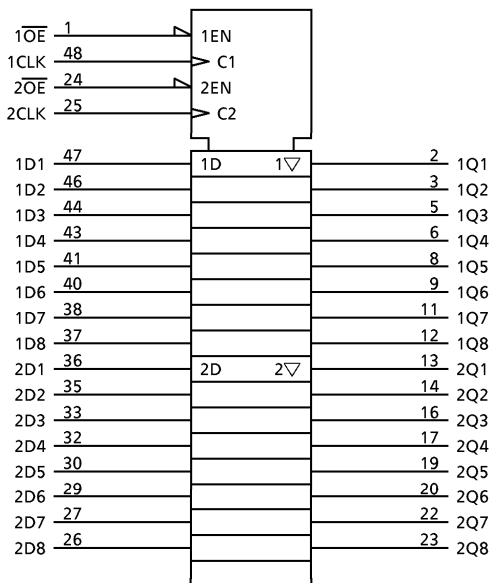 1OE 1 1EN
1CLK 48 C1
2OE 24 2EN
2CLK 25 C2
1D1 47 1D 1▽ 2 1Q1
1D2 46 3 1Q2
1D3 44 5 1Q3
1D4 43 6 1Q4
1D5 41 8 1Q5
1D6 40 9 1Q6
1D7 38 11 1Q7
1D8 37 12 1Q8
2D1 36 2D 2▽ 13 2Q1
2D2 35 14 2Q2
2D3 33 16 2Q3
2D4 32 17 2Q4
2D5 30 19 2Q5
2D6 29 20 2Q6
2D7 27 22 2Q7
2D8 26 23 2Q8